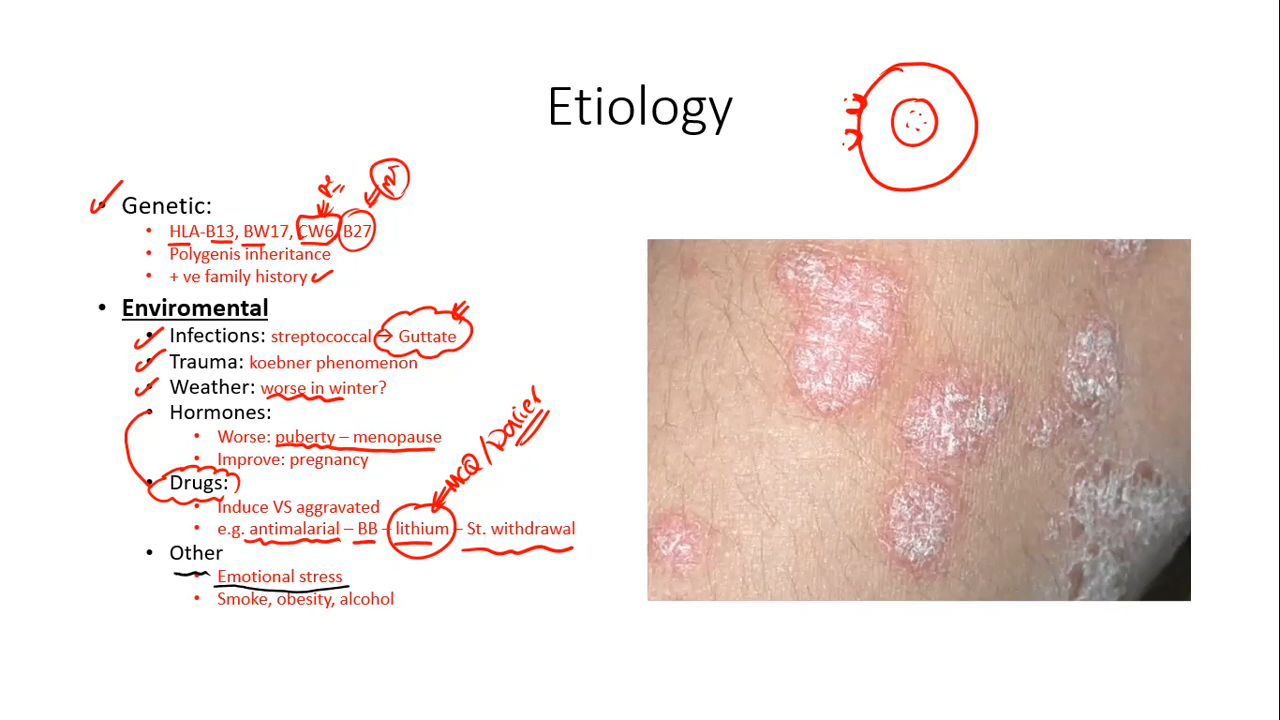 Etiology
Genetic:
HLA-B13, BW17, CW6, B27
Polygenis inheritance
+ ve family history
Enviromental
Infections: streptococcal → Guttate
Trauma: koebner phenomenon
Weather: worse in winter?
Hormones:
Worse: puberty – menopause
Improve: pregnancy
Drugs:
Induce VS aggravated
e.g. antimalarial – BB – lithium – St. withdrawal
MCQ / Darier
Other
Emotional stress
Smoke, obesity, alcohol